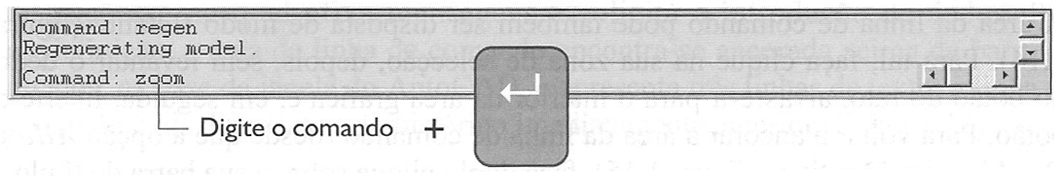 Command: regen
Regenerating model.
Command: zoom
Digite o comando +